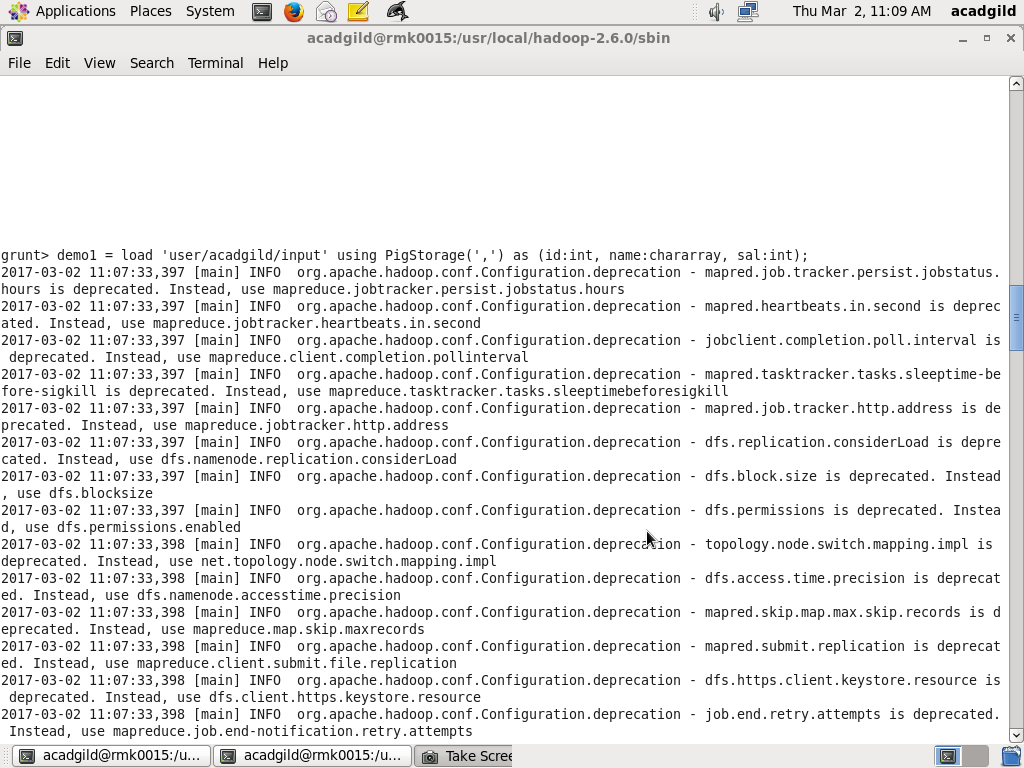 Applications Places System Thu Mar 2, 11:09 AM acadgild
acadgild@rmk0015:/usr/local/hadoop-2.6.0/sbin
File Edit View Search Terminal Help
grunt> demo1 = load 'user/acadgild/input' using PigStorage(',') as (id:int, name:chararray, sal:int);
2017-03-02 11:07:33,397 [main] INFO  org.apache.hadoop.conf.Configuration.deprecation - mapred.job.tracker.persist.jobstatus.
hours is deprecated. Instead, use mapreduce.jobtracker.persist.jobstatus.hours
2017-03-02 11:07:33,397 [main] INFO  org.apache.hadoop.conf.Configuration.deprecation - mapred.heartbeats.in.second is deprec
ated. Instead, use mapreduce.jobtracker.heartbeats.in.second
2017-03-02 11:07:33,397 [main] INFO  org.apache.hadoop.conf.Configuration.deprecation - jobclient.completion.poll.interval is
 deprecated. Instead, use mapreduce.client.completion.pollinterval
2017-03-02 11:07:33,397 [main] INFO  org.apache.hadoop.conf.Configuration.deprecation - mapred.tasktracker.tasks.sleeptime-be
fore-sigkill is deprecated. Instead, use mapreduce.tasktracker.tasks.sleeptimebeforesigkill
2017-03-02 11:07:33,397 [main] INFO  org.apache.hadoop.conf.Configuration.deprecation - mapred.job.tracker.http.address is de
precated. Instead, use mapreduce.jobtracker.http.address
2017-03-02 11:07:33,397 [main] INFO  org.apache.hadoop.conf.Configuration.deprecation - dfs.replication.considerLoad is depre
cated. Instead, use dfs.namenode.replication.considerLoad
2017-03-02 11:07:33,397 [main] INFO  org.apache.hadoop.conf.Configuration.deprecation - dfs.block.size is deprecated. Instead
, use dfs.blocksize
2017-03-02 11:07:33,397 [main] INFO  org.apache.hadoop.conf.Configuration.deprecation - dfs.permissions is deprecated. Instea
d, use dfs.permissions.enabled
2017-03-02 11:07:33,398 [main] INFO  org.apache.hadoop.conf.Configuration.deprecation - topology.node.switch.mapping.impl is
deprecated. Instead, use net.topology.node.switch.mapping.impl
2017-03-02 11:07:33,398 [main] INFO  org.apache.hadoop.conf.Configuration.deprecation - dfs.access.time.precision is deprecat
ed. Instead, use dfs.namenode.accesstime.precision
2017-03-02 11:07:33,398 [main] INFO  org.apache.hadoop.conf.Configuration.deprecation - mapred.skip.map.max.skip.records is d
eprecated. Instead, use mapreduce.map.skip.maxrecords
2017-03-02 11:07:33,398 [main] INFO  org.apache.hadoop.conf.Configuration.deprecation - mapred.submit.replication is deprecat
ed. Instead, use mapreduce.client.submit.file.replication
2017-03-02 11:07:33,398 [main] INFO  org.apache.hadoop.conf.Configuration.deprecation - dfs.https.client.keystore.resource is
 deprecated. Instead, use dfs.client.https.keystore.resource
2017-03-02 11:07:33,398 [main] INFO  org.apache.hadoop.conf.Configuration.deprecation - job.end.retry.attempts is deprecated.
 Instead, use mapreduce.job.end-notification.retry.attempts
acadgild@rmk0015:/u... acadgild@rmk0015:/u... Take Scree